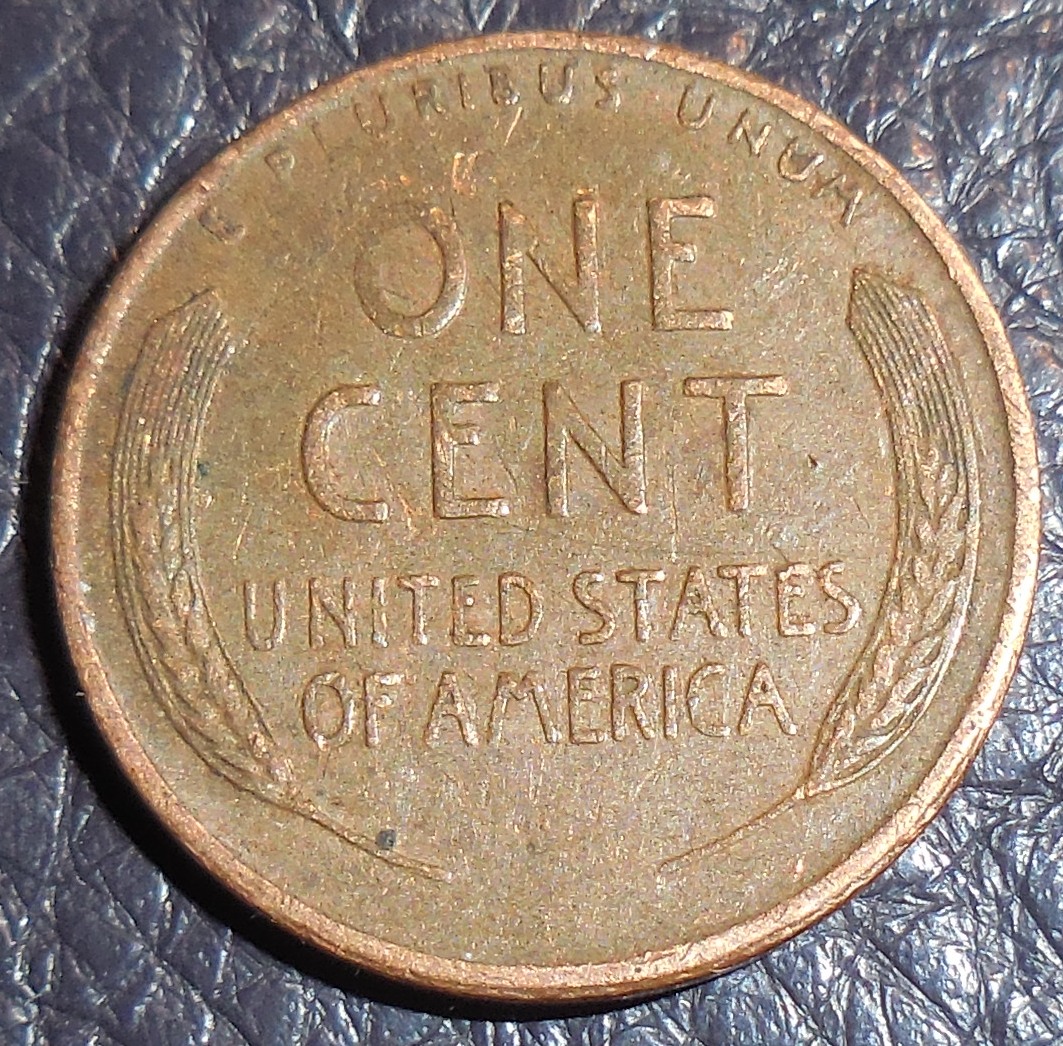 E PLURIBUS UNUM
ONE
CENT
UNITED STATES
OF AMERICA